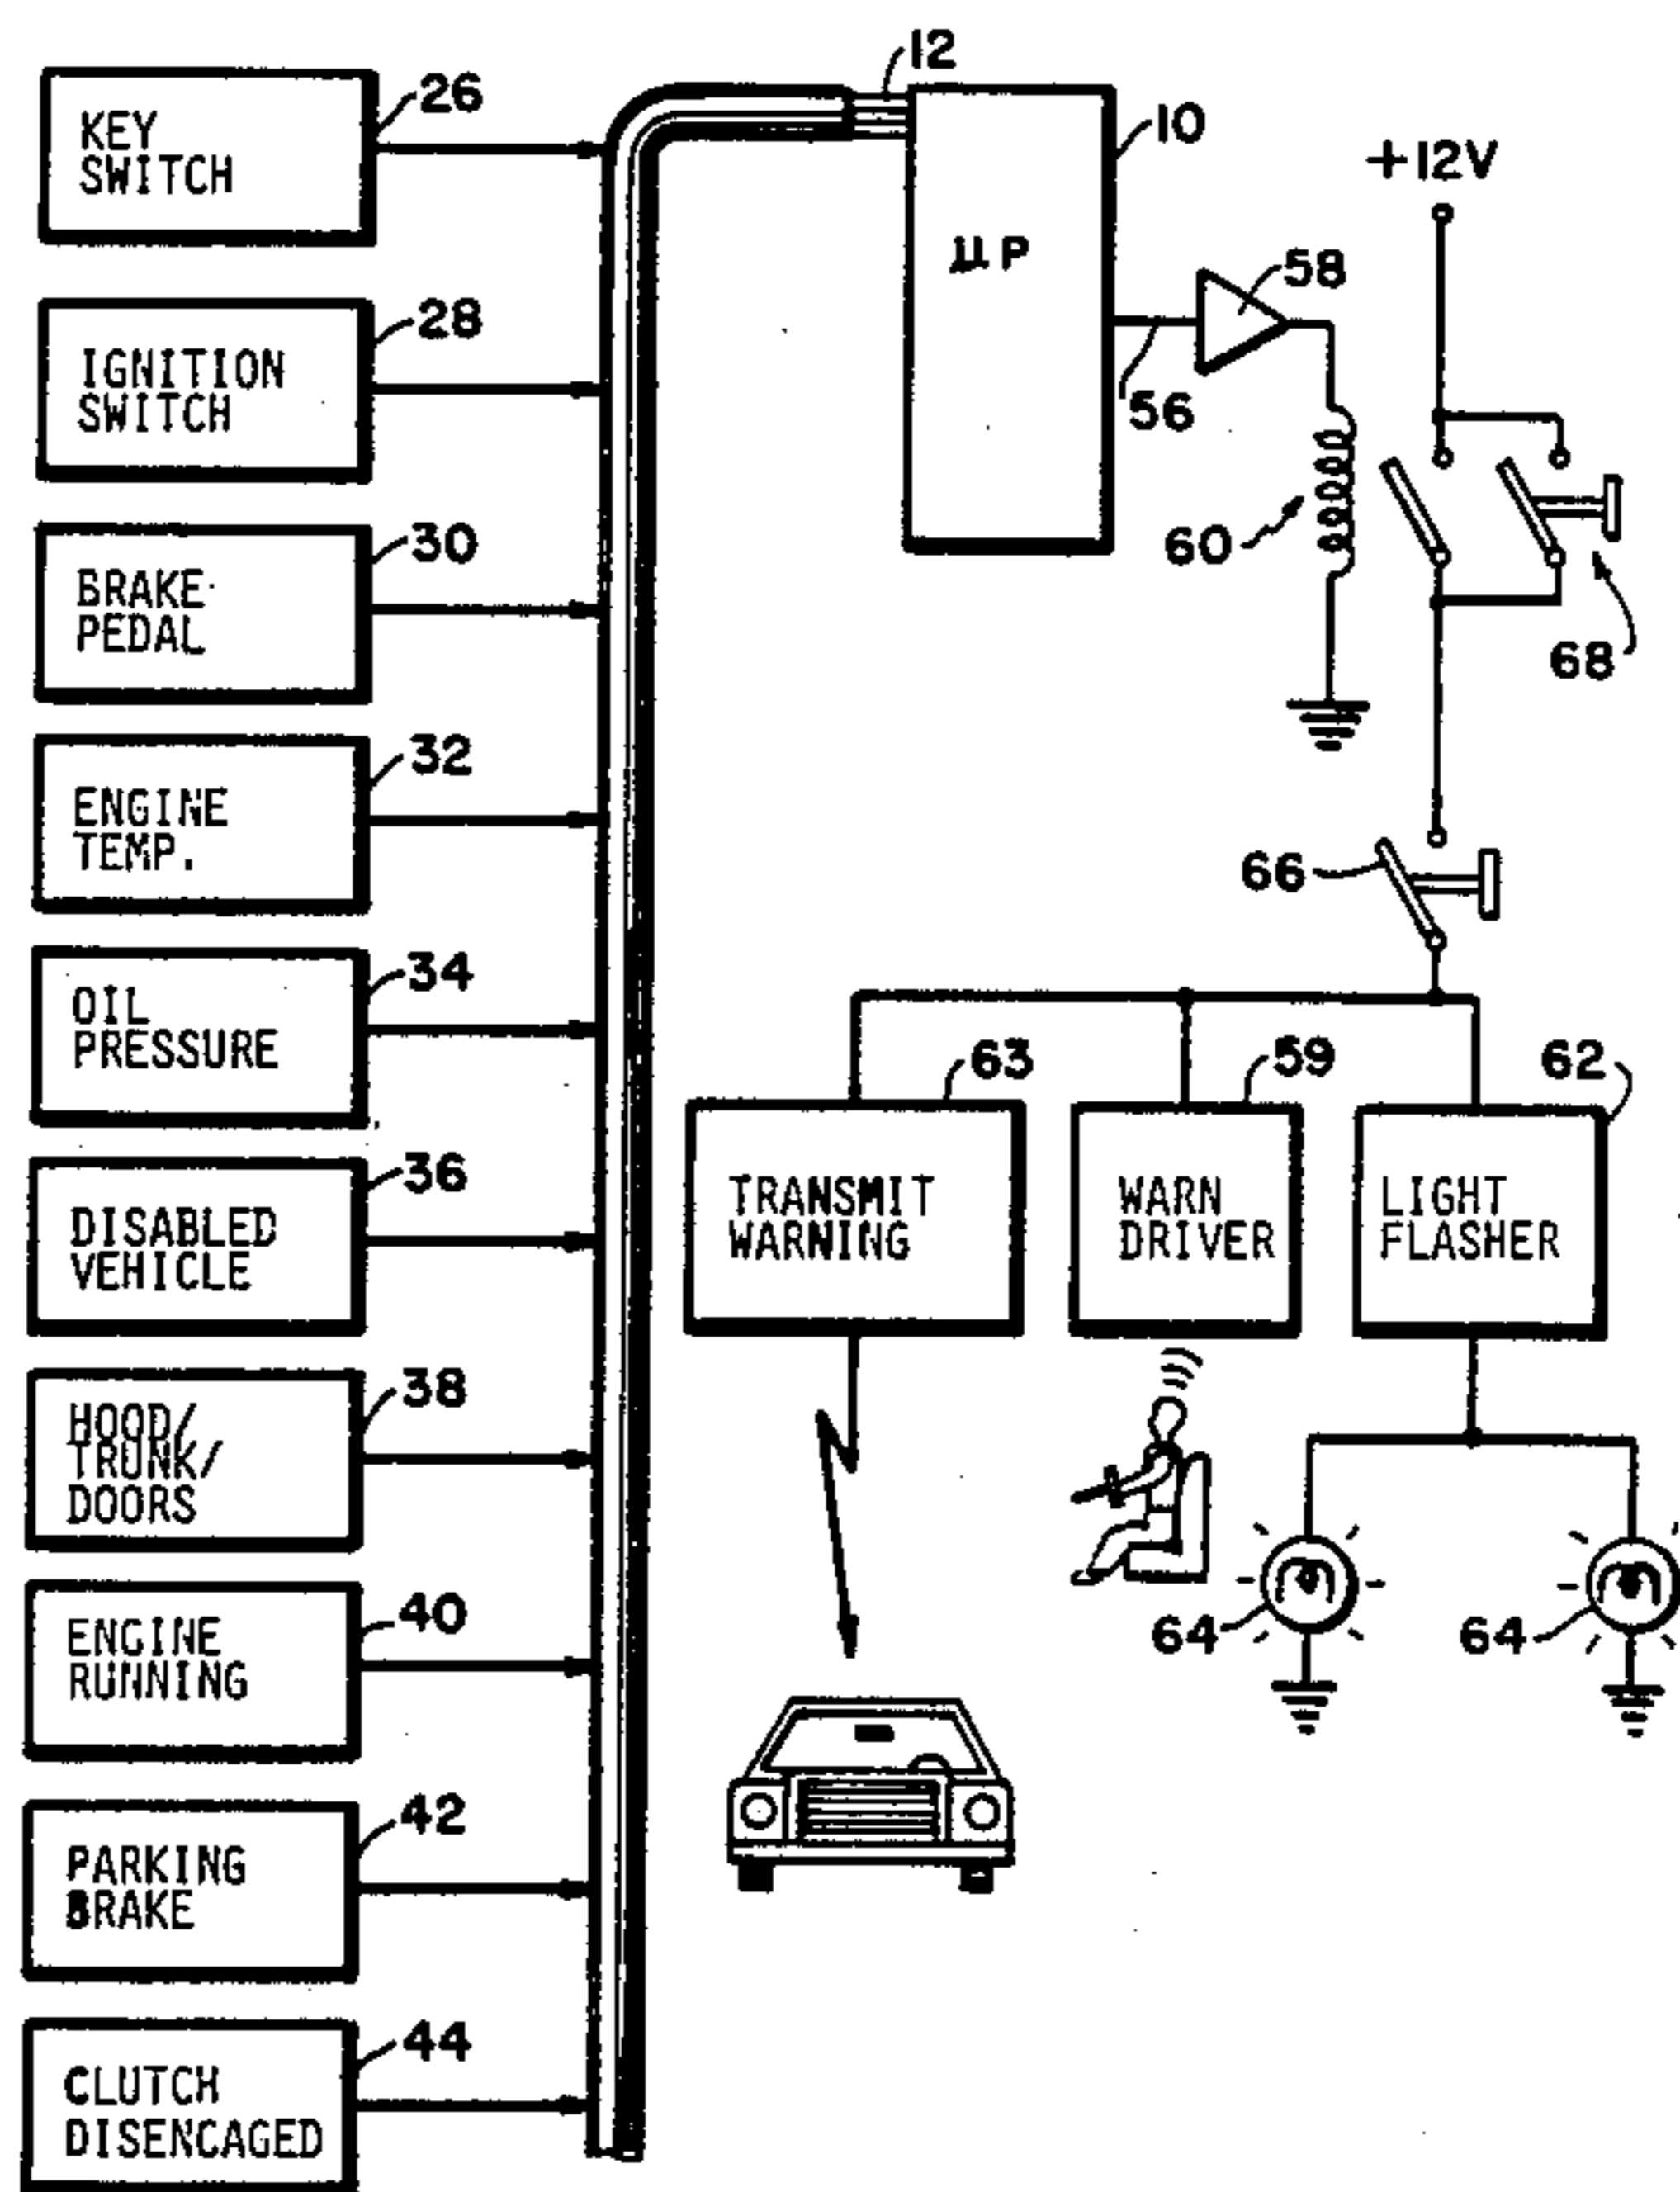 KEY
SWITCH
26
IGNITION
SWITCH
28
BRAKE
PEDAL
30
ENGINE
TEMP.
32
OIL
PRESSURE
34
DISABLED
VEHICLE
36
HOOD/
TRUNK/
DOORS
38
ENGINE
RUNNING
40
PARKING
BRAKE
42
CLUTCH
DISENCAGED
44
12
10
µP
56
58
60
+12V
68
66
63
TRANSMIT
WARNING
59
WARN
DRIVER
62
LIGHT
FLASHER
64
64